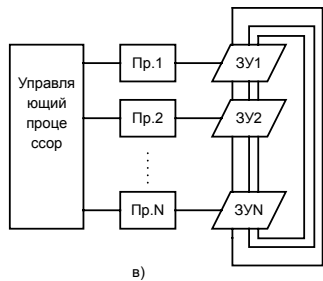 Управля
ющий
проце
ссор
Пр.1
ЗУ1
Пр.2
ЗУ2
Пр.N
ЗУN
в)